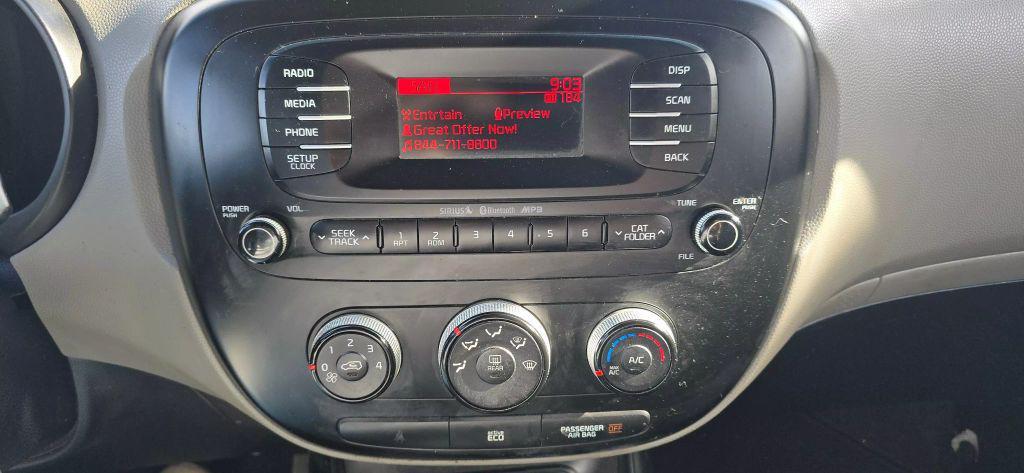 RADIO
MEDIA
PHONE
SETUP
CLOCK
9:03
184
Entrtain Preview
Great Offer Now!
844-711-8800
DISP
SCAN
MENU
BACK
POWER
PUSH
VOL
SIRIUS Bluetooth MP3
TUNE
ENTER
PUSH
SEEK
TRACK
1
RPT
2
RDM
3
4
5
6
CAT
FOLDER
FILE
0 1 2 3 4
REAR
A/C
MAX
A/C
active
ECO
PASSENGER
AIR BAG
OFF